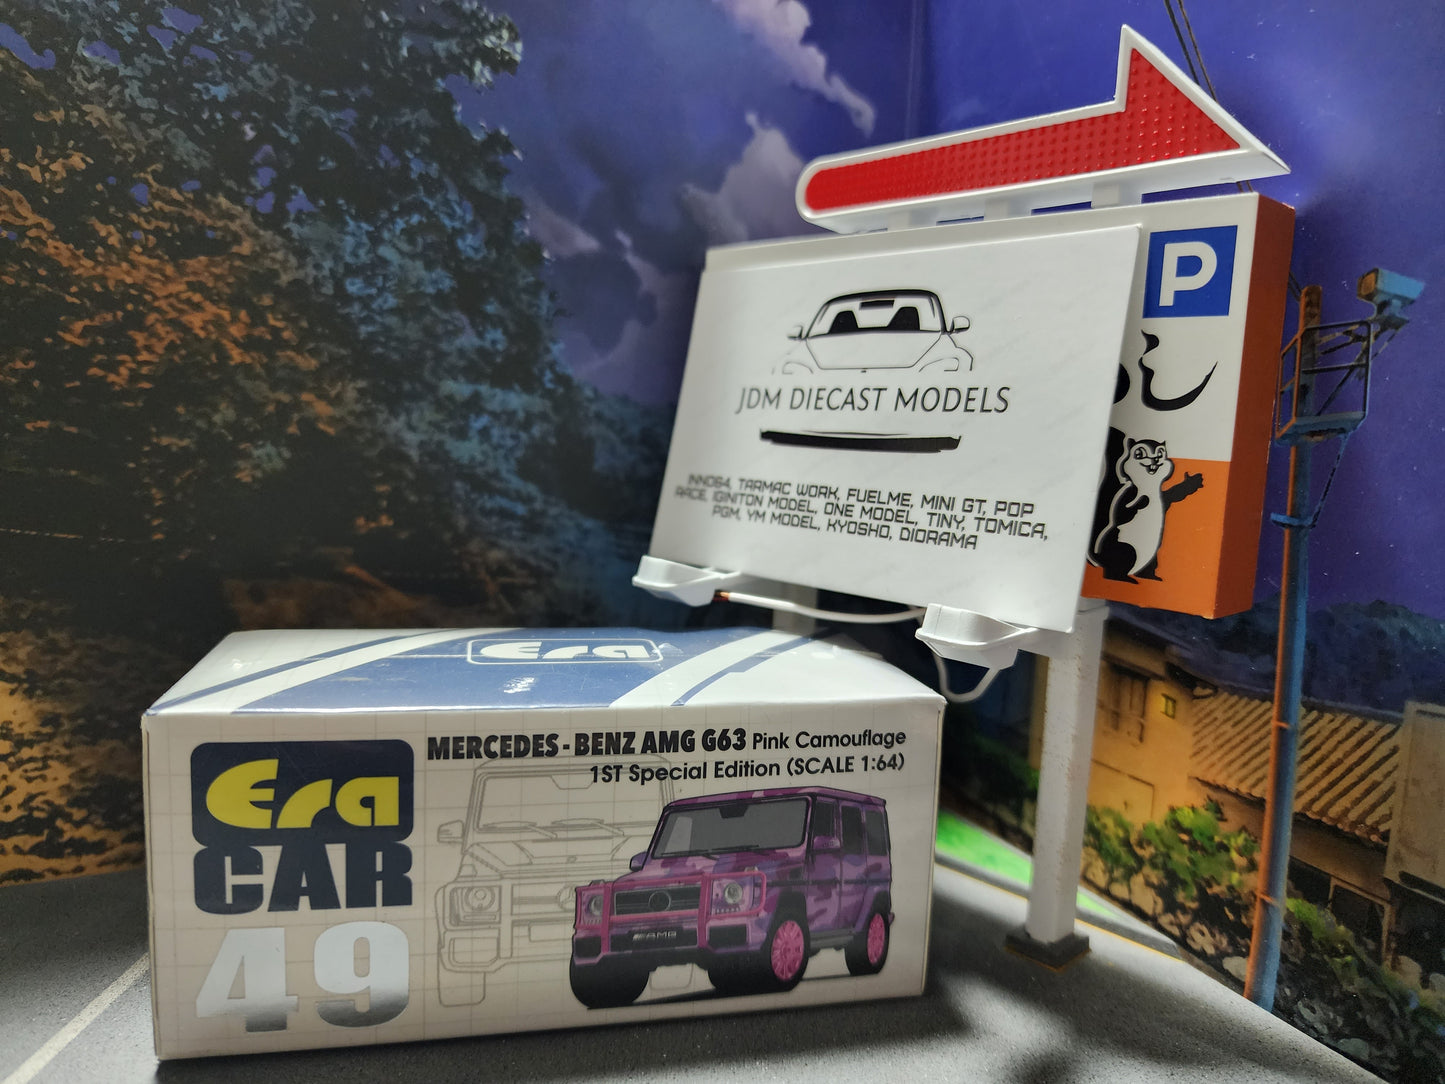 P
し
JDM DIECAST MODELS
INNO64, TARMAC WORK, FUELME, MINI GT, POP
RACE, IGINITON MODEL, ONE MODEL, TINY, TOMICA,
PGM, YM MODEL, KYOSHO, DIORAMA
Era
Era
CAR
49
MERCEDES-BENZ AMG G63 Pink Camouflage
1ST Special Edition (SCALE 1:64)
AMG